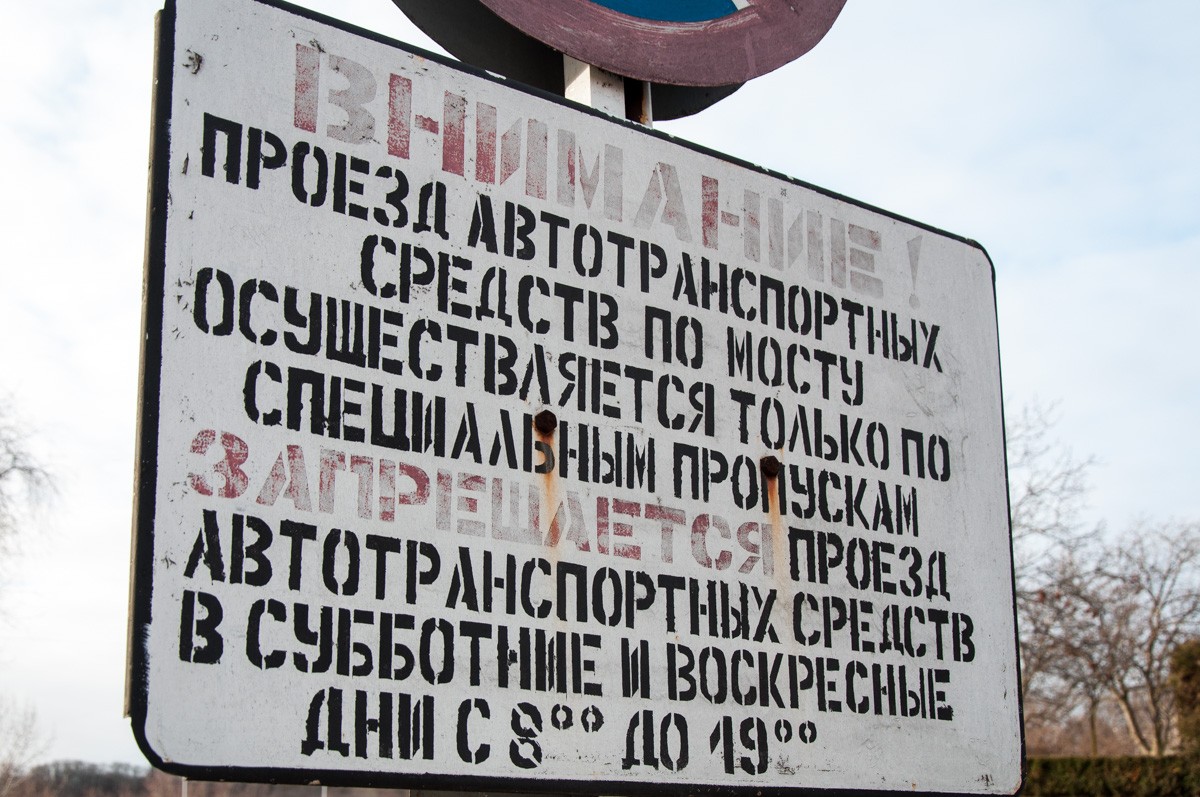 ВНИМАНИЕ!
ПРОЕЗД АВТОТРАНСПОРТНЫХ
СРЕДСТВ ПО МОСТУ
ОСУЩЕСТВЛЯЕТСЯ ТОЛЬКО ПО
СПЕЦИАЛЬНЫМ ПРОПУСКАМ
ЗАПРЕЩАЕТСЯ ПРОЕЗД
АВТОТРАНСПОРТНЫХ СРЕДСТВ
В СУББОТНИЕ И ВОСКРЕСНЫЕ
ДНИ С 8°° ДО 19°°